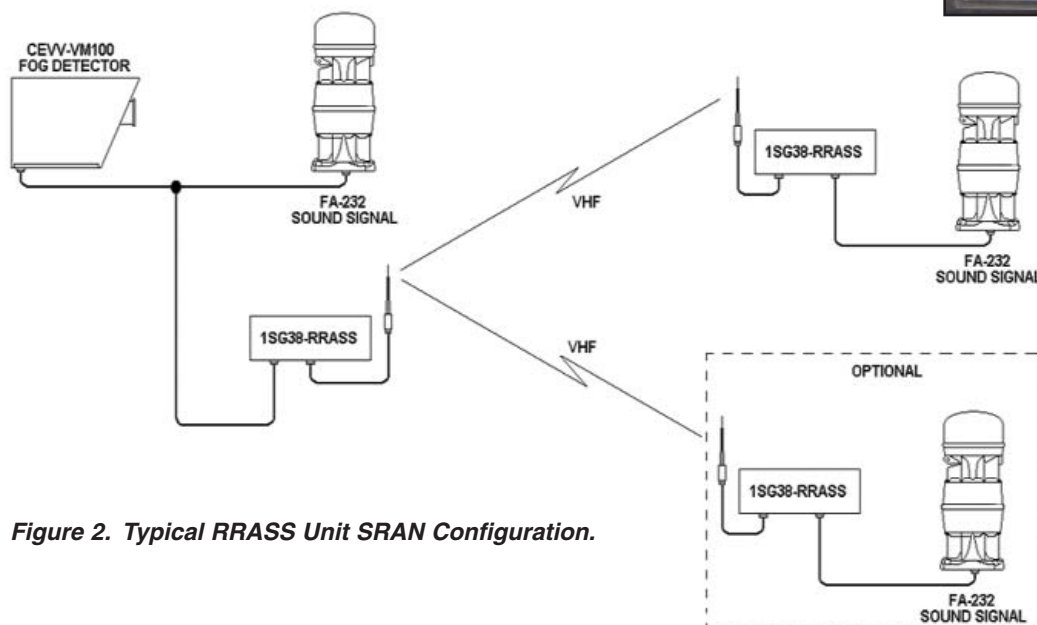 CEVV-VM100
FOG DETECTOR
FA-232
SOUND SIGNAL
1SG38-RRASS
VHF
1SG38-RRASS
FA-232
SOUND SIGNAL
VHF
OPTIONAL
1SG38-RRASS
FA-232
SOUND SIGNAL
Figure 2. Typical RRASS Unit SRAN Configuration.